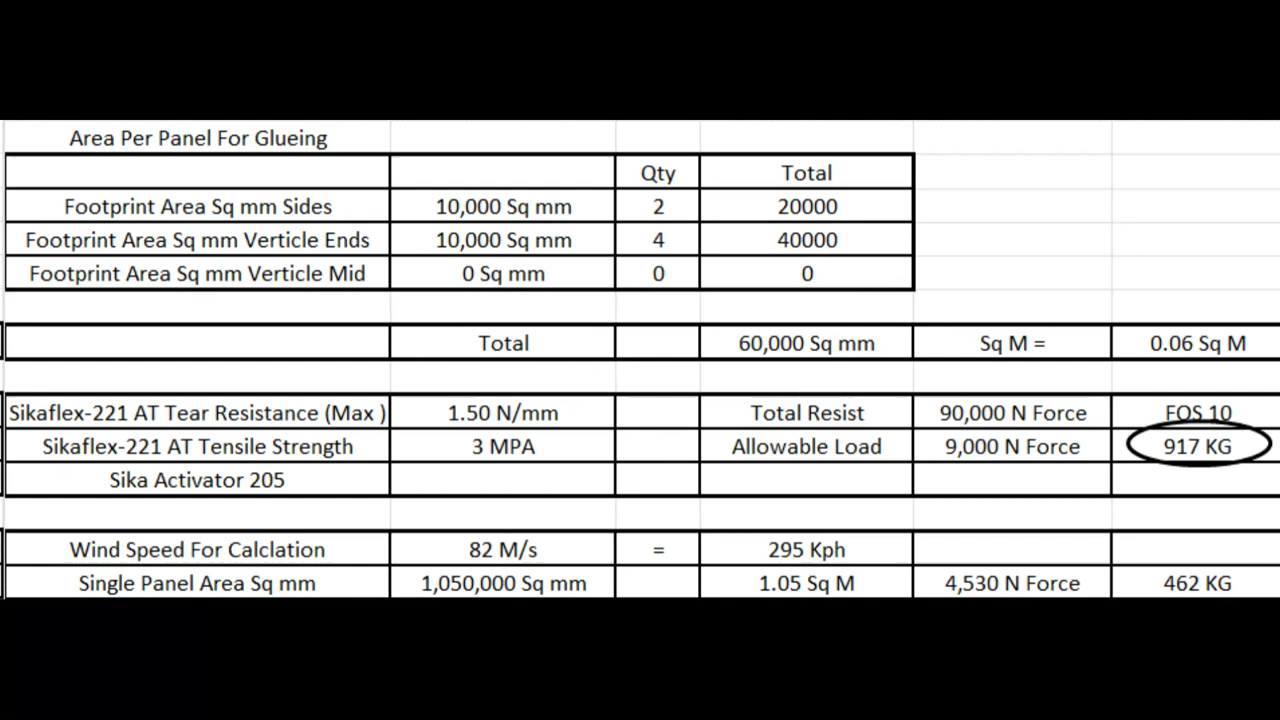 Area Per Panel For Glueing
Qty Total
Footprint Area Sq mm Sides 10,000 Sq mm 2 20000
Footprint Area Sq mm Verticle Ends 10,000 Sq mm 4 40000
Footprint Area Sq mm Verticle Mid 0 Sq mm 0 0
Total 60,000 Sq mm Sq M = 0.06 Sq M
Sikaflex-221 AT Tear Resistance (Max ) 1.50 N/mm Total Resist 90,000 N Force FOS 10
Sikaflex-221 AT Tensile Strength 3 MPA Allowable Load 9,000 N Force 917 KG
Sika Activator 205
Wind Speed For Calclation 82 M/s = 295 Kph
Single Panel Area Sq mm 1,050,000 Sq mm 1.05 Sq M 4,530 N Force 462 KG